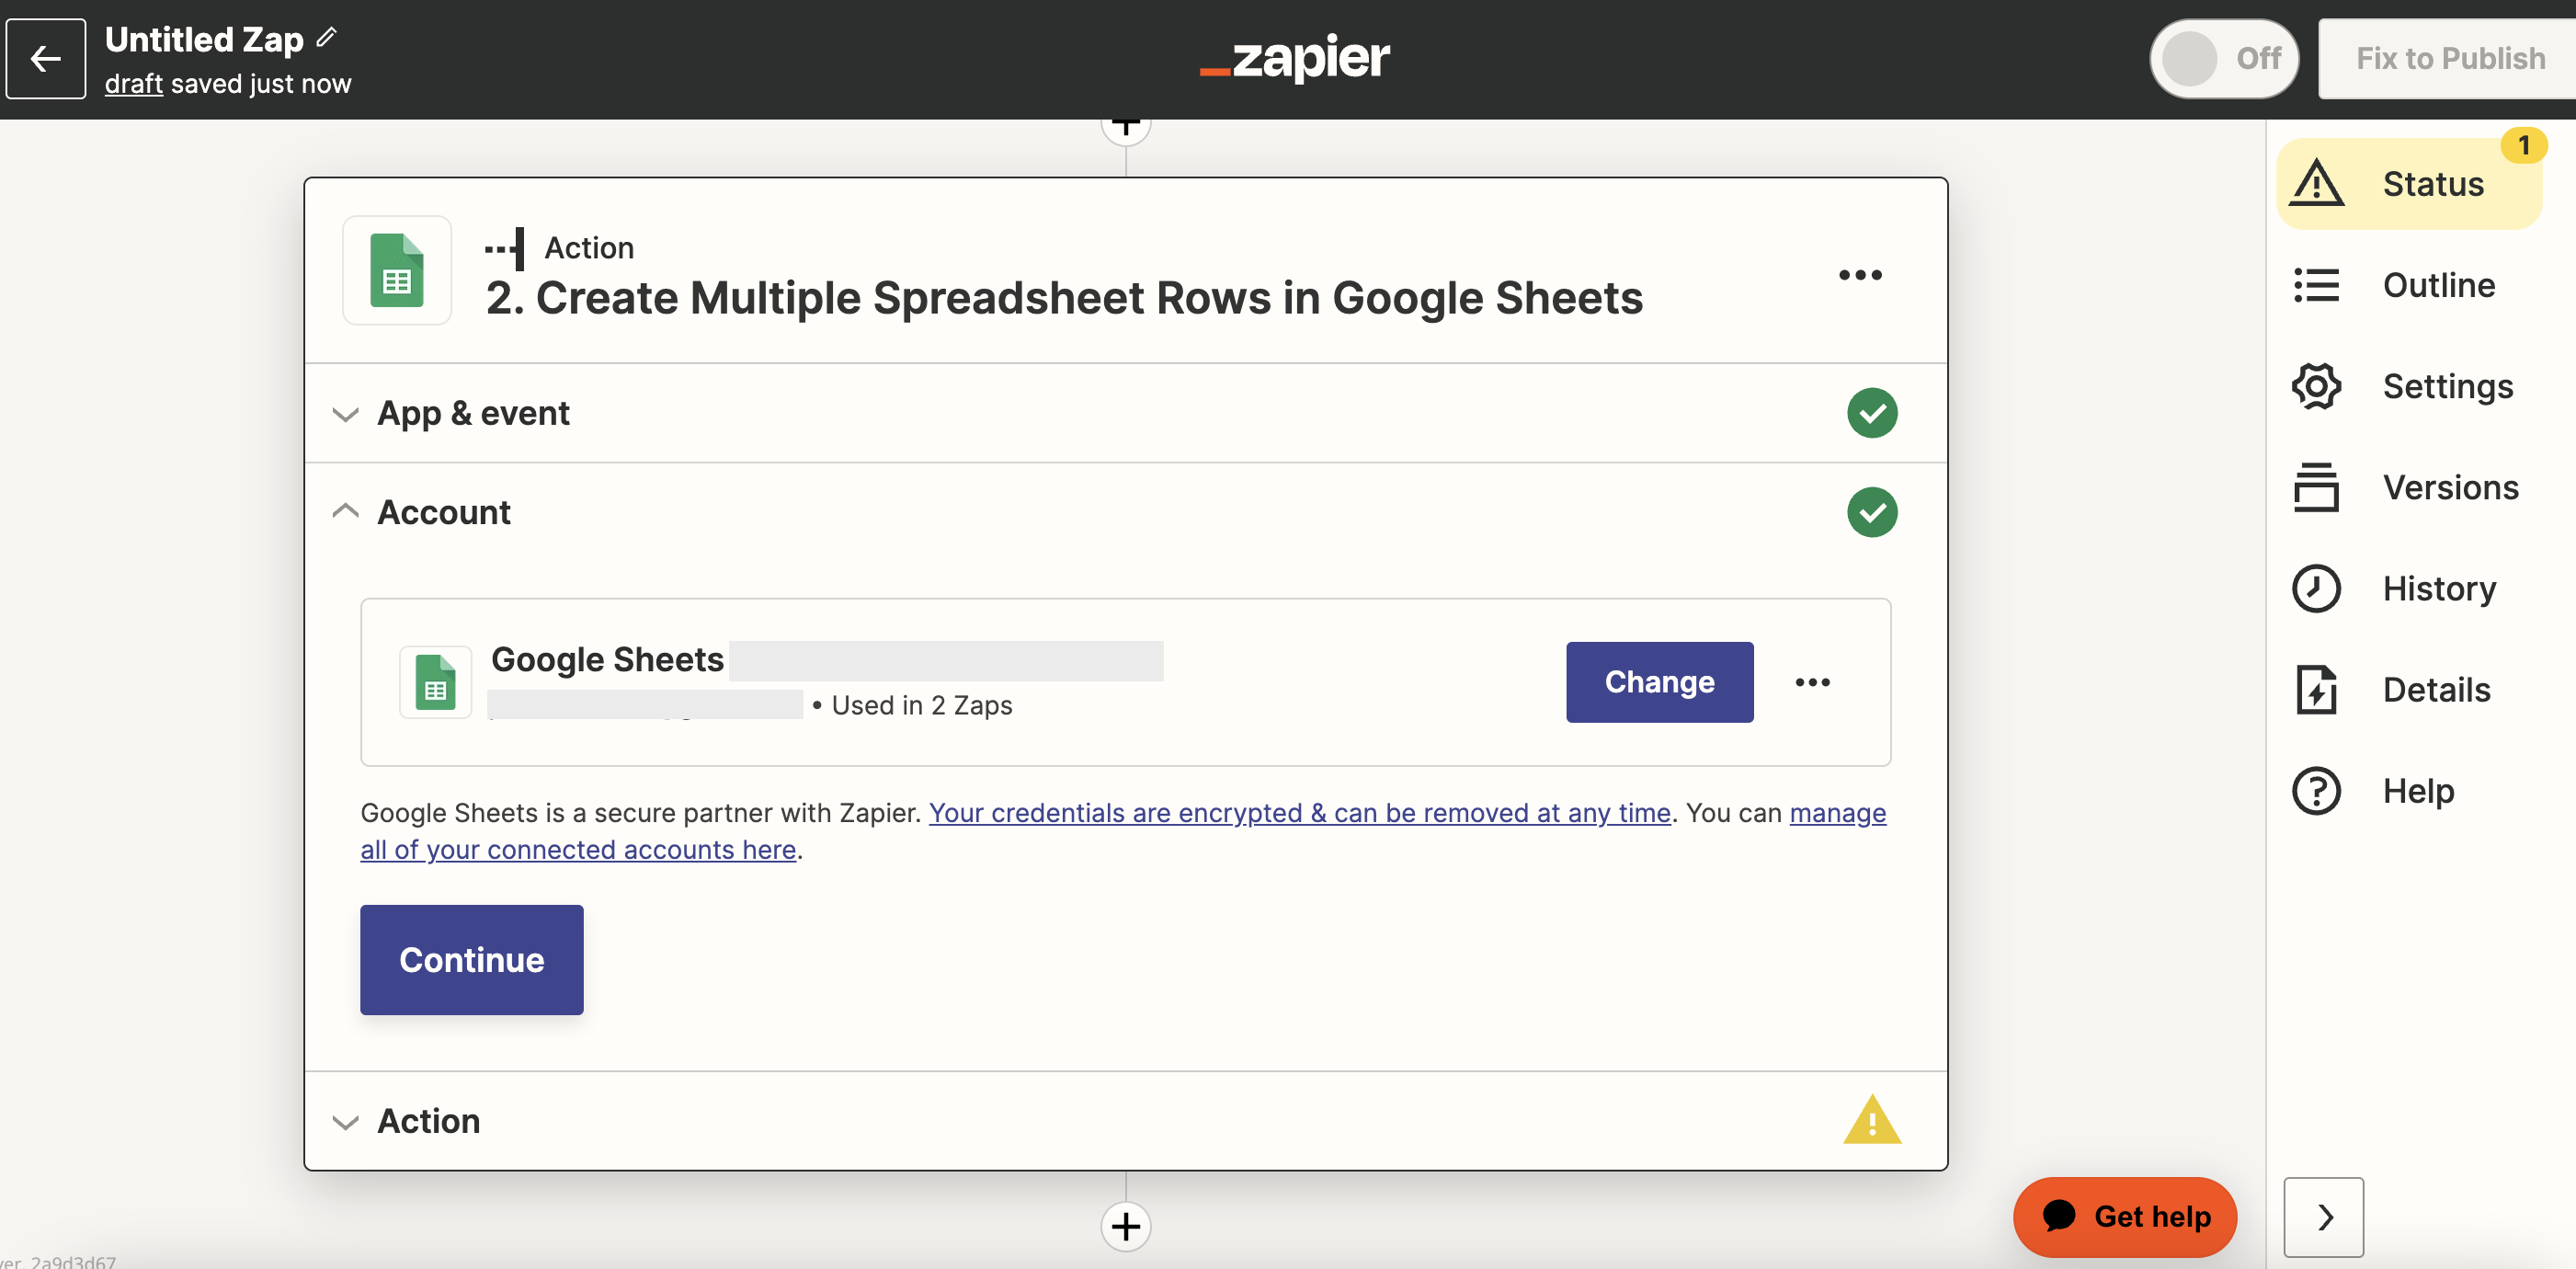 Untitled Zap
draft saved just now
zapier
Off
Fix to Publish
1
Status
Outline
Settings
Versions
History
Details
Help
Action
2. Create Multiple Spreadsheet Rows in Google Sheets
App & event
Account
Google Sheets
• Used in 2 Zaps
Change
Google Sheets is a secure partner with Zapier. Your credentials are encrypted & can be removed at any time. You can manage
all of your connected accounts here.
Continue
Action
Get help
ver. 2a9d3d67